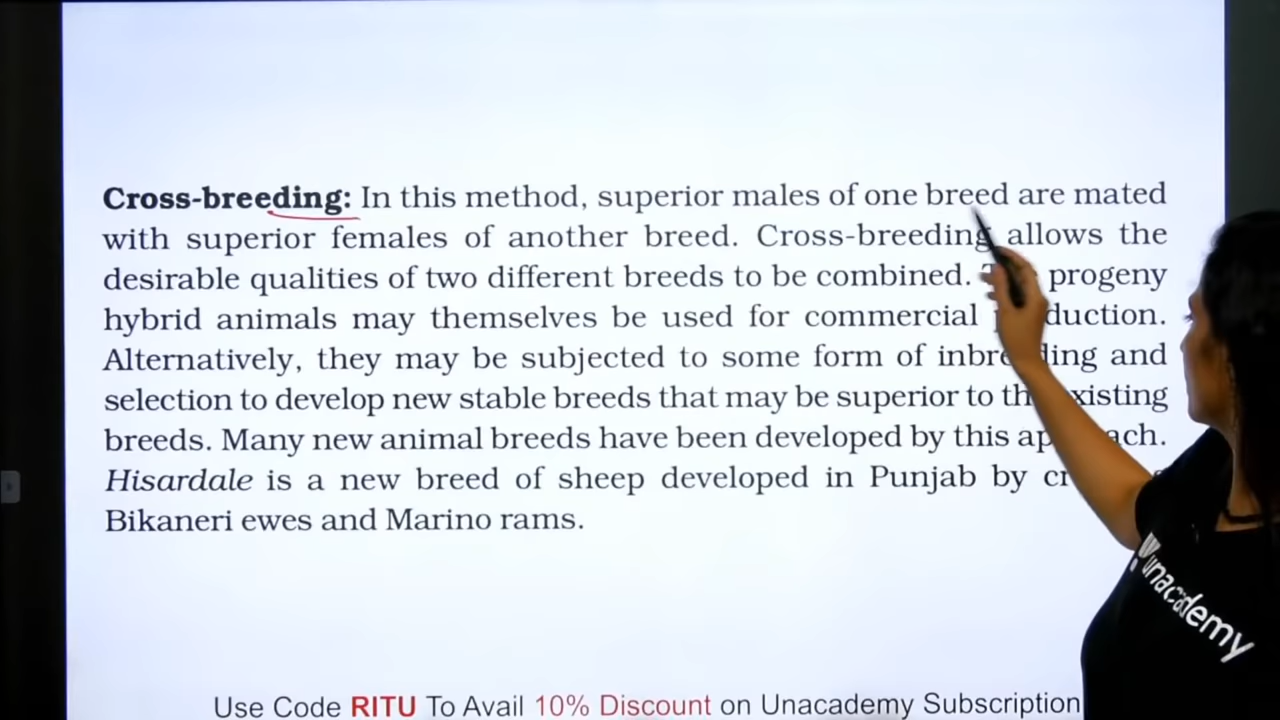 Cross-breeding: In this method, superior males of one breed are mated
with superior females of another breed. Cross-breeding allows the
desirable qualities of two different breeds to be combined. progeny
hybrid animals may themselves be used for commercial
Alternatively, they may be subjected to some form of and
selection to develop new stable breeds that may be superior to
breeds. Many new animal breeds have been developed by this
Hisardale is a new breed of sheep developed in Punjab by
Bikaneri ewes and Marino rams.
unacademy
Use Code RITU To Avail 10% Discount on Unacademy Subscription